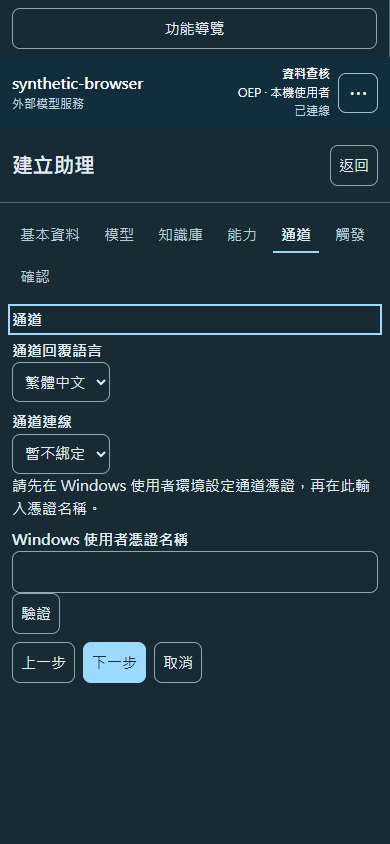 功能導覽
synthetic-browser
外部模型服務
資料查核
OEP · 本機使用者
已連線
建立助理
返回
基本資料 模型 知識庫 能力 通道 觸發
確認
通道
通道回覆語言
繁體中文
通道連線
暫不綁定
請先在 Windows 使用者環境設定通道憑證，再在此輸
入憑證名稱。
Windows 使用者憑證名稱
驗證
上一步 下一步 取消